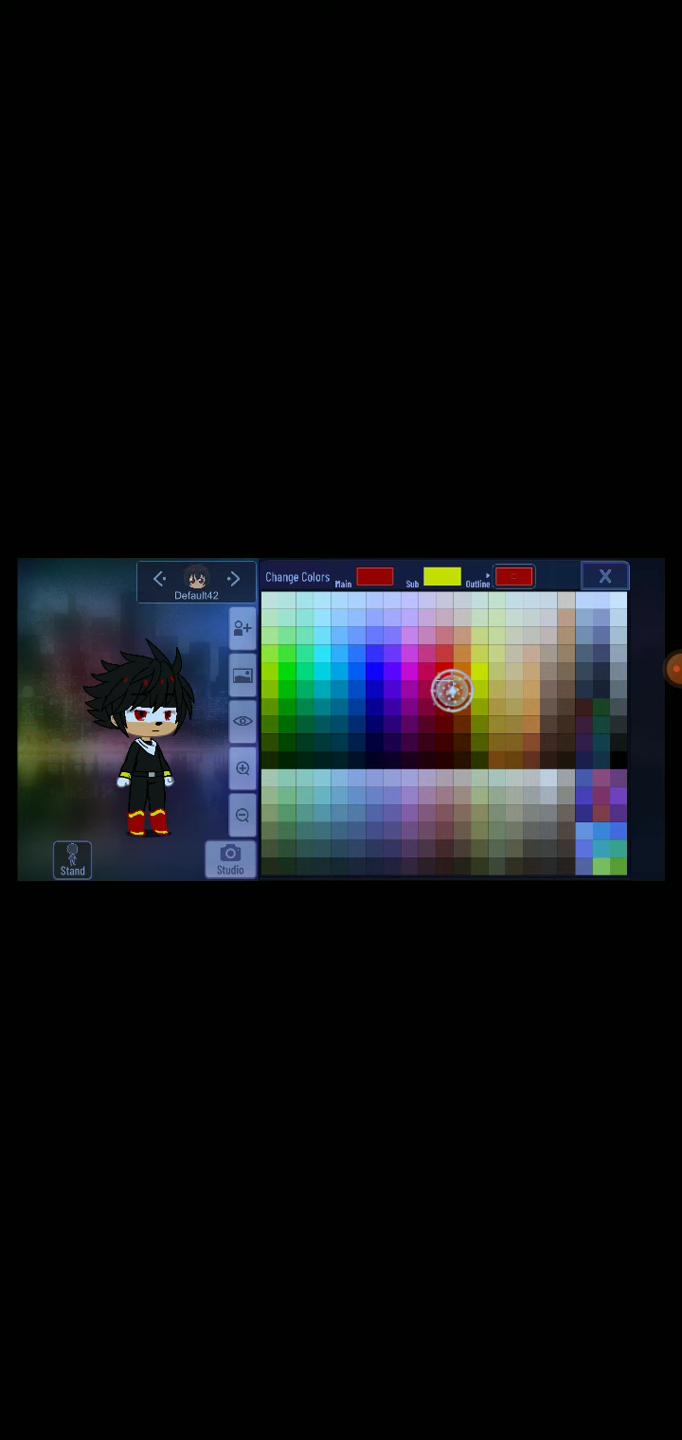 Default42
Change Colors
Main
Sub
Outline
X
Stand
Studio